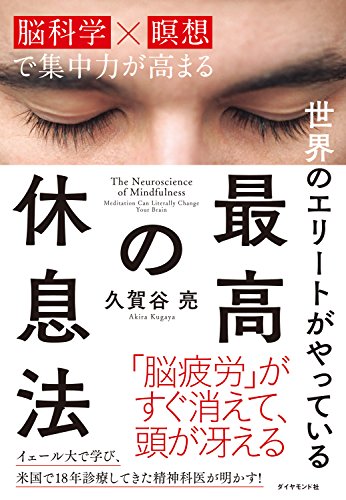 脳科学×瞑想
で集中力が高まる
世界のエリートがやっている
最高の休息法
The Neuroscience
of Mindfulness
Meditation Can Literally Change
Your Brain
久賀谷 亮
Akira Kugaya
「脳疲労」が
すぐ消えて、
頭が冴える
イェール大で学び、
米国で18年診療してきた精神科医が明かす!
ダイヤモンド社